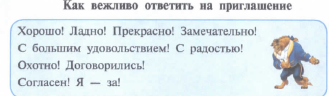 Как вежливо ответить на приглашение
Хорошо! Ладно! Прекрасно! Замечательно!
С большим удовольствием! С радостью!
Охотно! Договорились!
Согласен! Я — за!